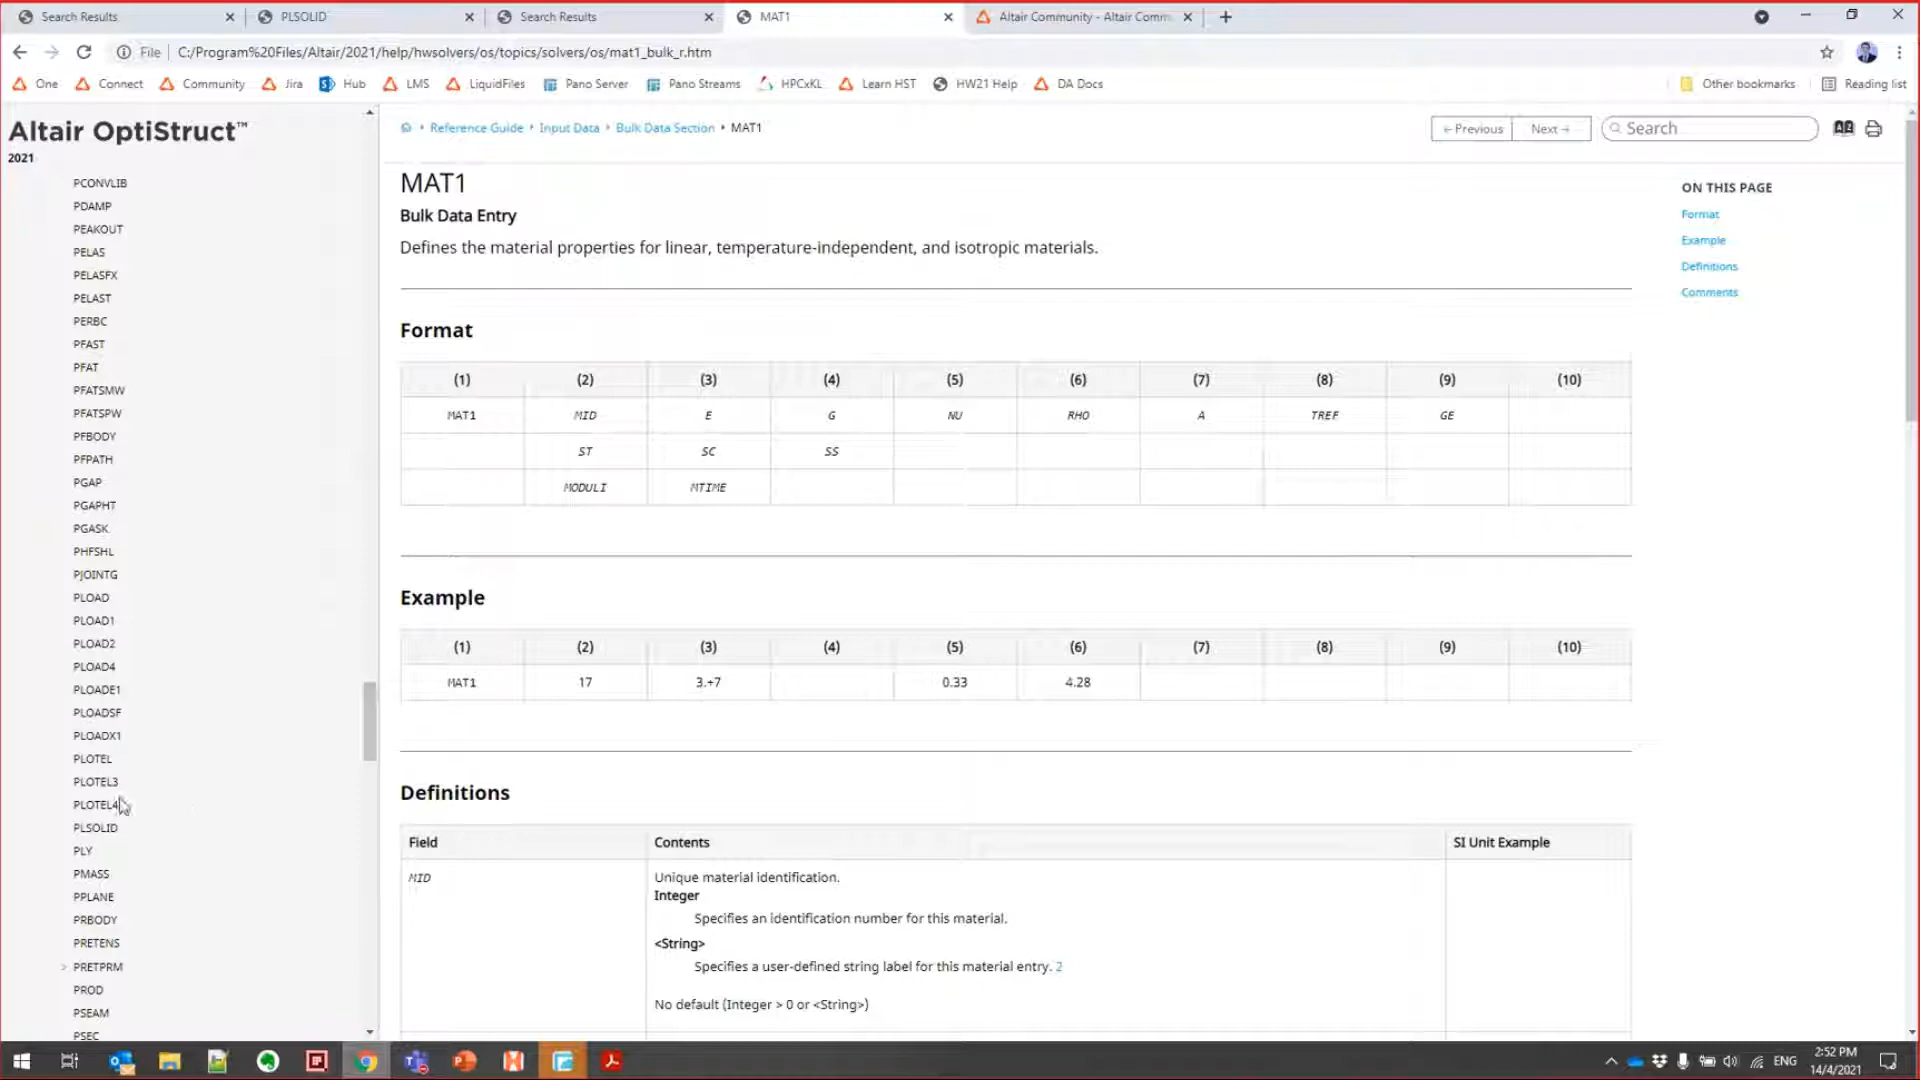 Search Results
PLSOLID
Search Results
MAT1
Altair Community - Altair Comm
File
C:/Program%20Files/Altair/2021/help/hwsolvers/os/topics/solvers/os/mat1_bulk_r.htm
One
Connect
Community
Jira
Hub
LMS
LiquidFiles
Pano Server
Pano Streams
HPCxKL
Learn HST
HW21 Help
DA Docs
Other bookmarks
Reading list
Altair OptiStruct™
2021
PCONVLIB
PDAMP
PEAKOUT
PELAS
PELASFX
PELAST
PERBC
PFAST
PFAT
PFATSMW
PFATSPW
PFBODY
PFPATH
PGAP
PGAPHT
PGASK
PHFSHL
PJOINTG
PLOAD
PLOAD1
PLOAD2
PLOAD4
PLOADE1
PLOADSF
PLOADX1
PLOTEL
PLOTEL3
PLOTEL4
PLSOLID
PLY
PMASS
PPLANE
PRBODY
PRETENS
> PRETPRM
PROD
PSEAM
PSEC
Reference Guide › Input Data › Bulk Data Section › MAT1
← Previous
Next →
Search
MAT1
Bulk Data Entry
Defines the material properties for linear, temperature-independent, and isotropic materials.
Format
(1) (2) (3) (4) (5) (6) (7) (8) (9) (10)
MAT1 MID E G NU RHO A TREF GE
ST SC SS
MODULI MTIME
Example
(1) (2) (3) (4) (5) (6) (7) (8) (9) (10)
MAT1 17 3.+7 0.33 4.28
Definitions
Field Contents SI Unit Example
MID
Unique material identification.
Integer
Specifies an identification number for this material.
<String>
Specifies a user-defined string label for this material entry. 2
No default (Integer > 0 or <String>)
ON THIS PAGE
Format
Example
Definitions
Comments
ENG
2:52 PM
14/4/2021